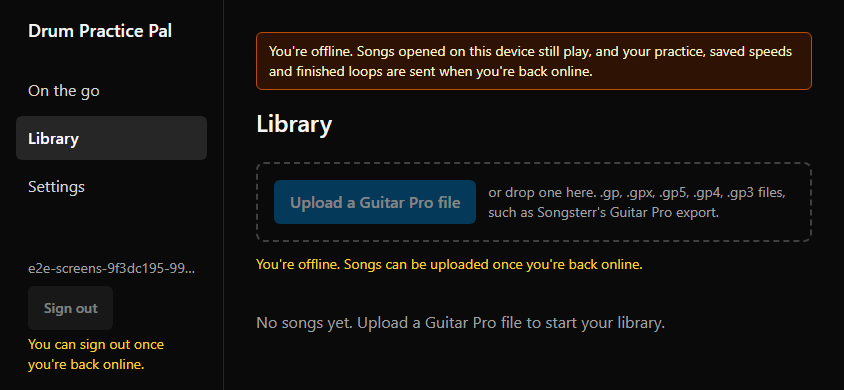 Drum Practice Pal
On the go
Library
Settings
e2e-screens-9f3dc195-99...
Sign out
You can sign out once
you're back online.
You're offline. Songs opened on this device still play, and your practice, saved speeds
and finished loops are sent when you're back online.
Library
Upload a Guitar Pro file
or drop one here. .gp, .gpx, .gp5, .gp4, .gp3 files,
such as Songsterr's Guitar Pro export.
You're offline. Songs can be uploaded once you're back online.
No songs yet. Upload a Guitar Pro file to start your library.